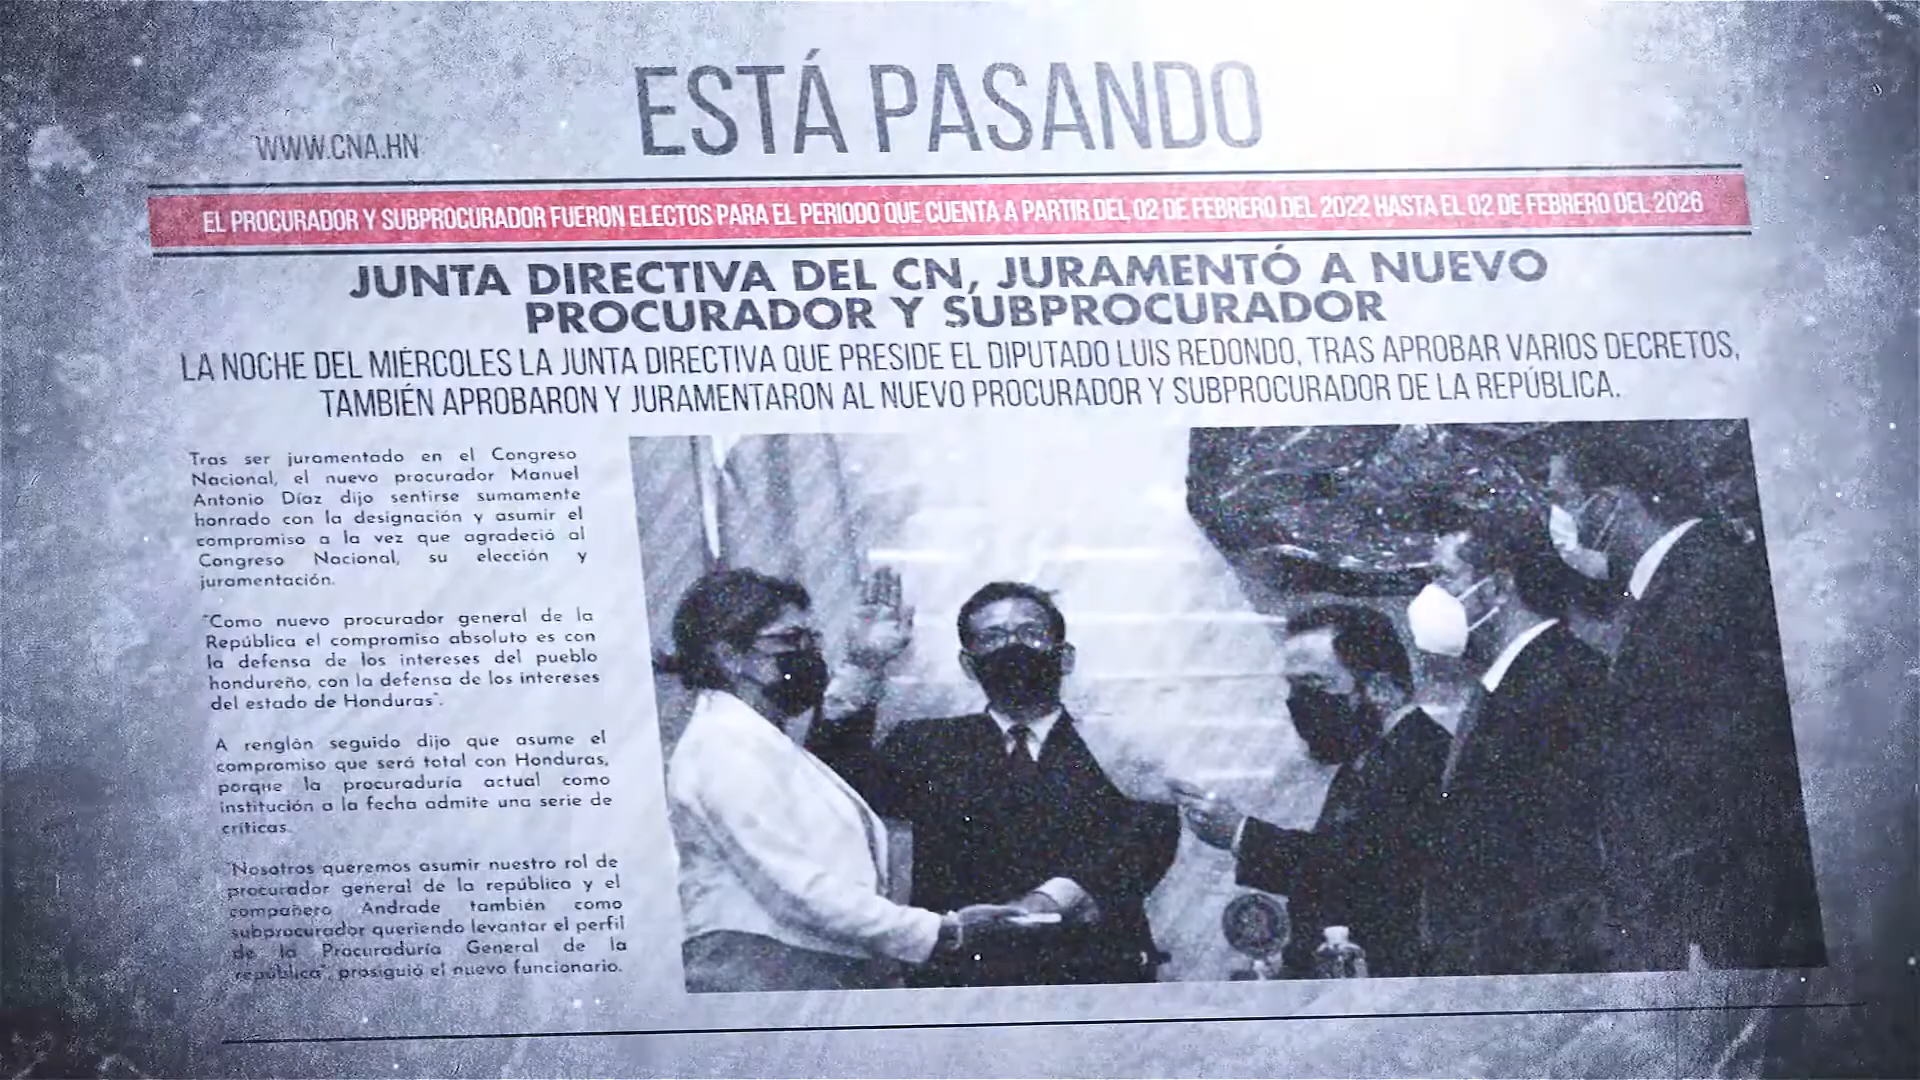 ESTÁ PASANDO
WWW.CNA.HN
EL PROCURADOR Y SUBPROCURADOR FUERON ELECTOS PARA EL PERIODO QUE CUENTA A PARTIR DEL 02 DE FEBRERO DEL 2022 HASTA EL 02 DE FEBRERO DEL 2026
JUNTA DIRECTIVA DEL CN, JURAMENTÓ A NUEVO
PROCURADOR Y SUBPROCURADOR
LA NOCHE DEL MIÉRCOLES LA JUNTA DIRECTIVA QUE PRESIDE EL DIPUTADO LUIS REDONDO, TRAS APROBAR VARIOS DECRETOS,
TAMBIÉN APROBARON Y JURAMENTARON AL NUEVO PROCURADOR Y SUBPROCURADOR DE LA REPÚBLICA.
Tras ser juramentado en el Congreso
Nacional, el nuevo procurador Manuel
Antonio Díaz dijo sentirse sumamente
honrado con la designación y asumir el
compromiso a la vez que agradeció al
Congreso Nacional, su elección y
juramentación.
"Como nuevo procurador general de la
República el compromiso absoluto es con
la defensa de los intereses del pueblo
hondureño, con la defensa de los intereses
del estado de Honduras".
A renglón seguido dijo que asume el
compromiso que será total con Honduras,
porque la procuraduría actual como
institución a la fecha admite una serie de
críticas.
"Nosotros queremos asumir nuestro rol de
procurador general de la república y el
compañero Andrade también como
subprocurador queriendo levantar el perfil
de la Procuraduría General de la
república", prosiguió el nuevo funcionario.